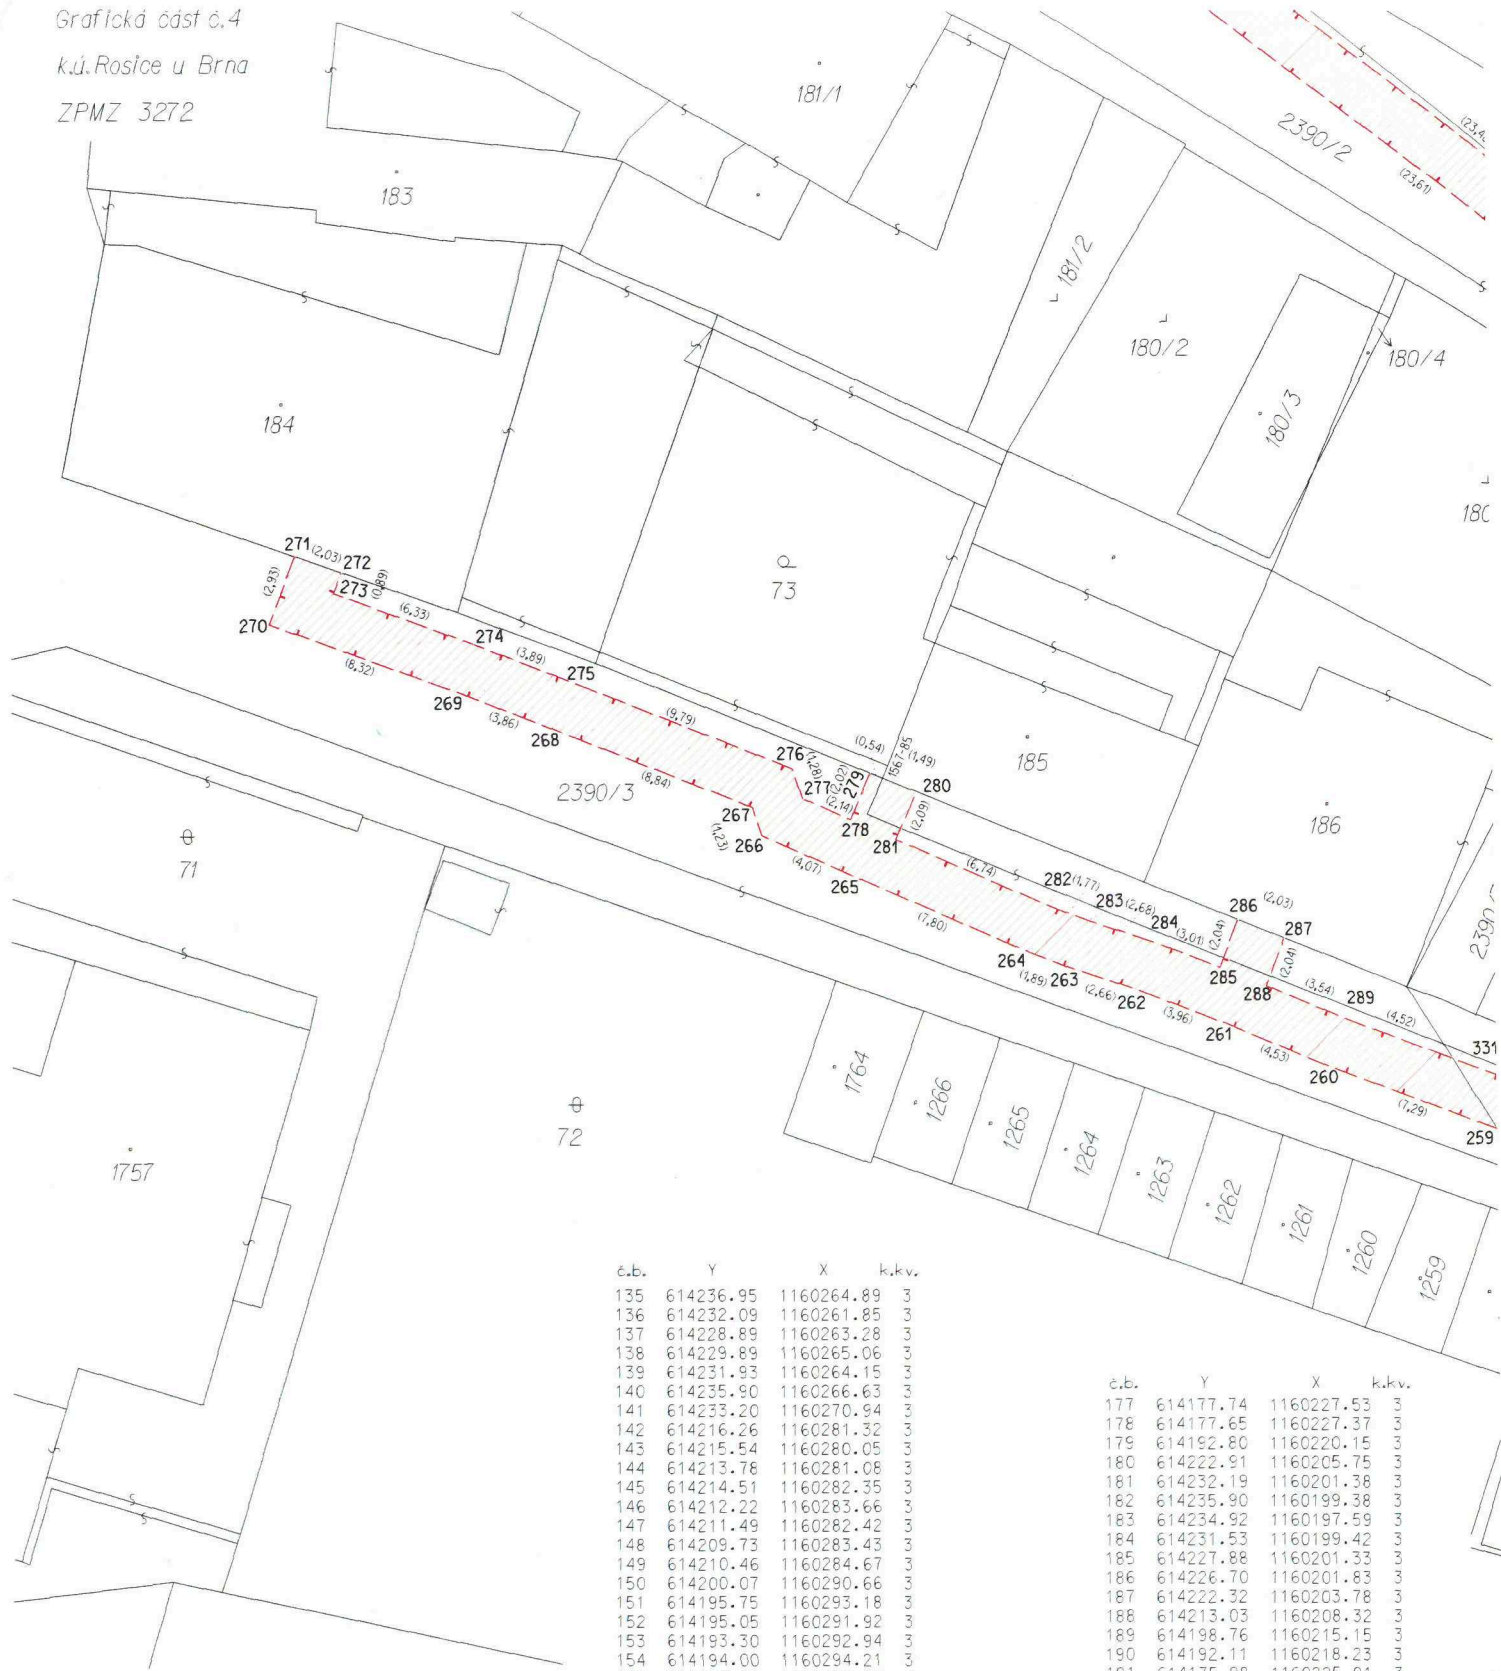 Grafická část č.4
k.ú.Rosice u Brna
ZPMZ 3272
181/1
2390/2
(23,61)
183
181/2
180/2
180/4
180/3
184
73
271 (2,03) 272
273 (0,89)
(2,93)
270
(6,33)
274
(3,89)
275
(8,32)
269
(3,86)
268
(9,79)
276
(1,28)
277
(2,02)
279
(2,14)
278
(0,54)
1567-85
(1,49)
280
(2,09)
281
185
186
2390/3
(8,84)
267
(1,23)
266
(4,07)
265
(6,74)
282 (1,77)
283 (2,68)
284 (3,01)
(2,04)
285
286 (2,03)
287
(2,04)
288
(3,54)
289
(4,52)
331
(7,80)
264
(1,89)
263
(2,66)
262
(3,96)
261
(4,53)
260
(7,29)
259
71
72
1757
1764
1266
1265
1264
1263
1262
1261
1260
1259
č.b. Y X k.kv.
135 614236.95 1160264.89 3
136 614232.09 1160261.85 3
137 614228.89 1160263.28 3
138 614229.89 1160265.06 3
139 614231.93 1160264.15 3
140 614235.90 1160266.63 3
141 614233.20 1160270.94 3
142 614216.26 1160281.32 3
143 614215.54 1160280.05 3
144 614213.78 1160281.08 3
145 614214.51 1160282.35 3
146 614212.22 1160283.66 3
147 614211.49 1160282.42 3
148 614209.73 1160283.43 3
149 614210.46 1160284.67 3
150 614200.07 1160290.66 3
151 614195.75 1160293.18 3
152 614195.05 1160291.92 3
153 614193.30 1160292.94 3
154 614194.00 1160294.21 3
č.b. Y X k.kv.
177 614177.74 1160227.53 3
178 614177.65 1160227.37 3
179 614192.80 1160220.15 3
180 614222.91 1160205.75 3
181 614232.19 1160201.38 3
182 614235.90 1160199.38 3
183 614234.92 1160197.59 3
184 614231.53 1160199.42 3
185 614227.88 1160201.33 3
186 614226.70 1160201.83 3
187 614222.32 1160203.78 3
188 614213.03 1160208.32 3
189 614198.76 1160215.15 3
190 614192.11 1160218.23 3